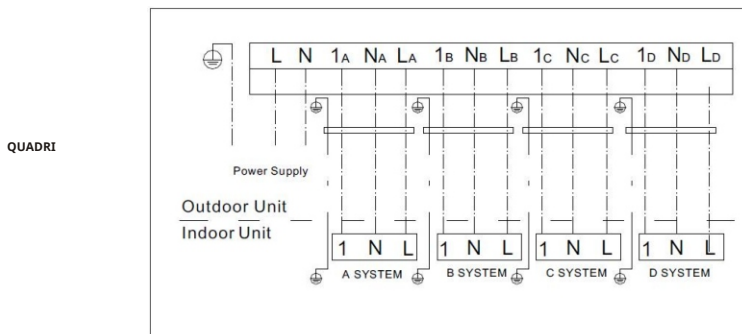 L N 1A NA LA 1B NB LB 1C NC LC 1D ND LD
QUADRI
Power Supply
Outdoor Unit
Indoor Unit
1 N L 1 N L 1 N L 1 N L
A SYSTEM B SYSTEM C SYSTEM D SYSTEM